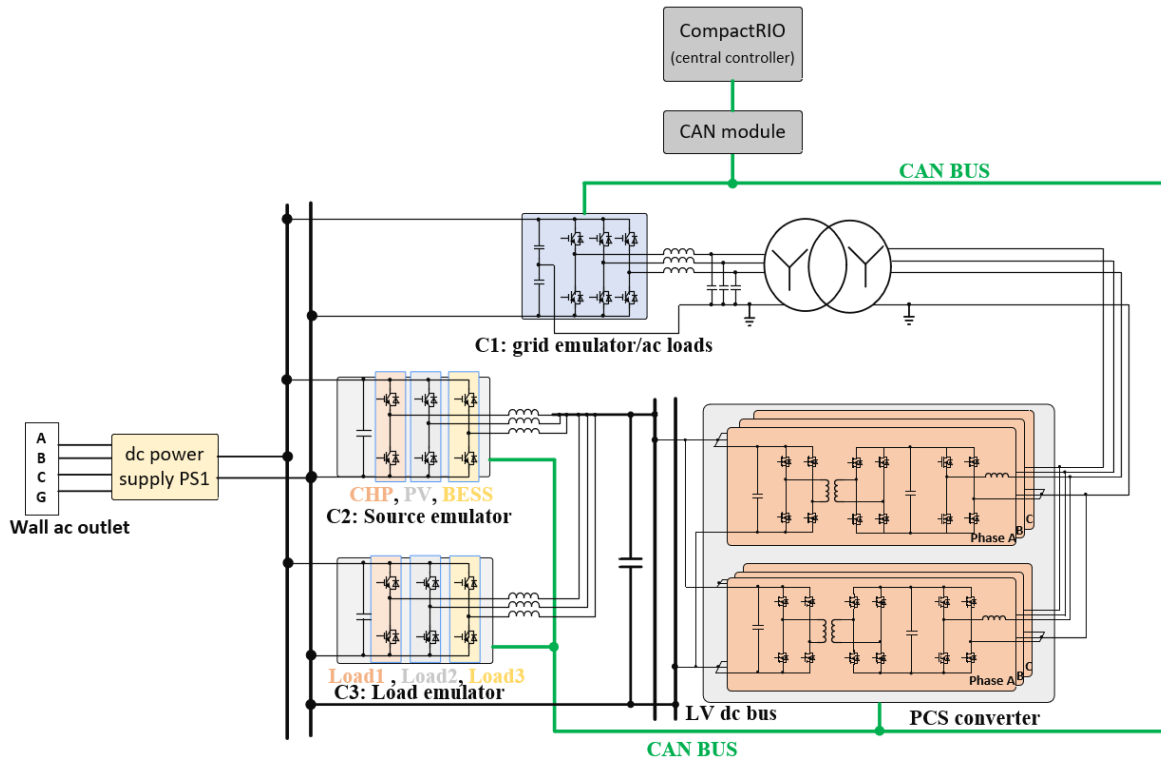 CompactRIO
(central controller)
CAN module
CAN BUS
C1: grid emulator/ac loads
A
B
C
G
Wall ac outlet
dc power
supply PS1
CHP, PV, BESS
C2: Source emulator
Load1 , Load2, Load3
C3: Load emulator
C
B
Phase A
C
B
Phase A
LV dc bus
PCS converter
CAN BUS